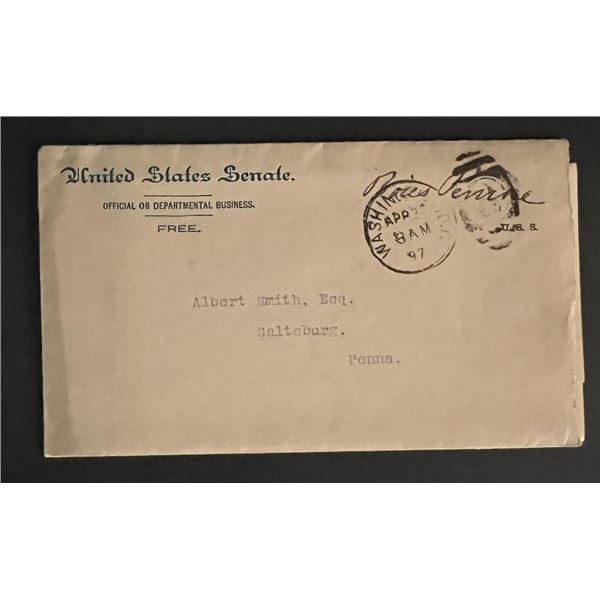 United States Senate.
OFFICIAL OR DEPARTMENTAL BUSINESS.
FREE.
Boies Penrose
U.S.S.
WASHIN
APR
8 AM
97
Albert Smith, Esq.
Saltsburg,
Penna.